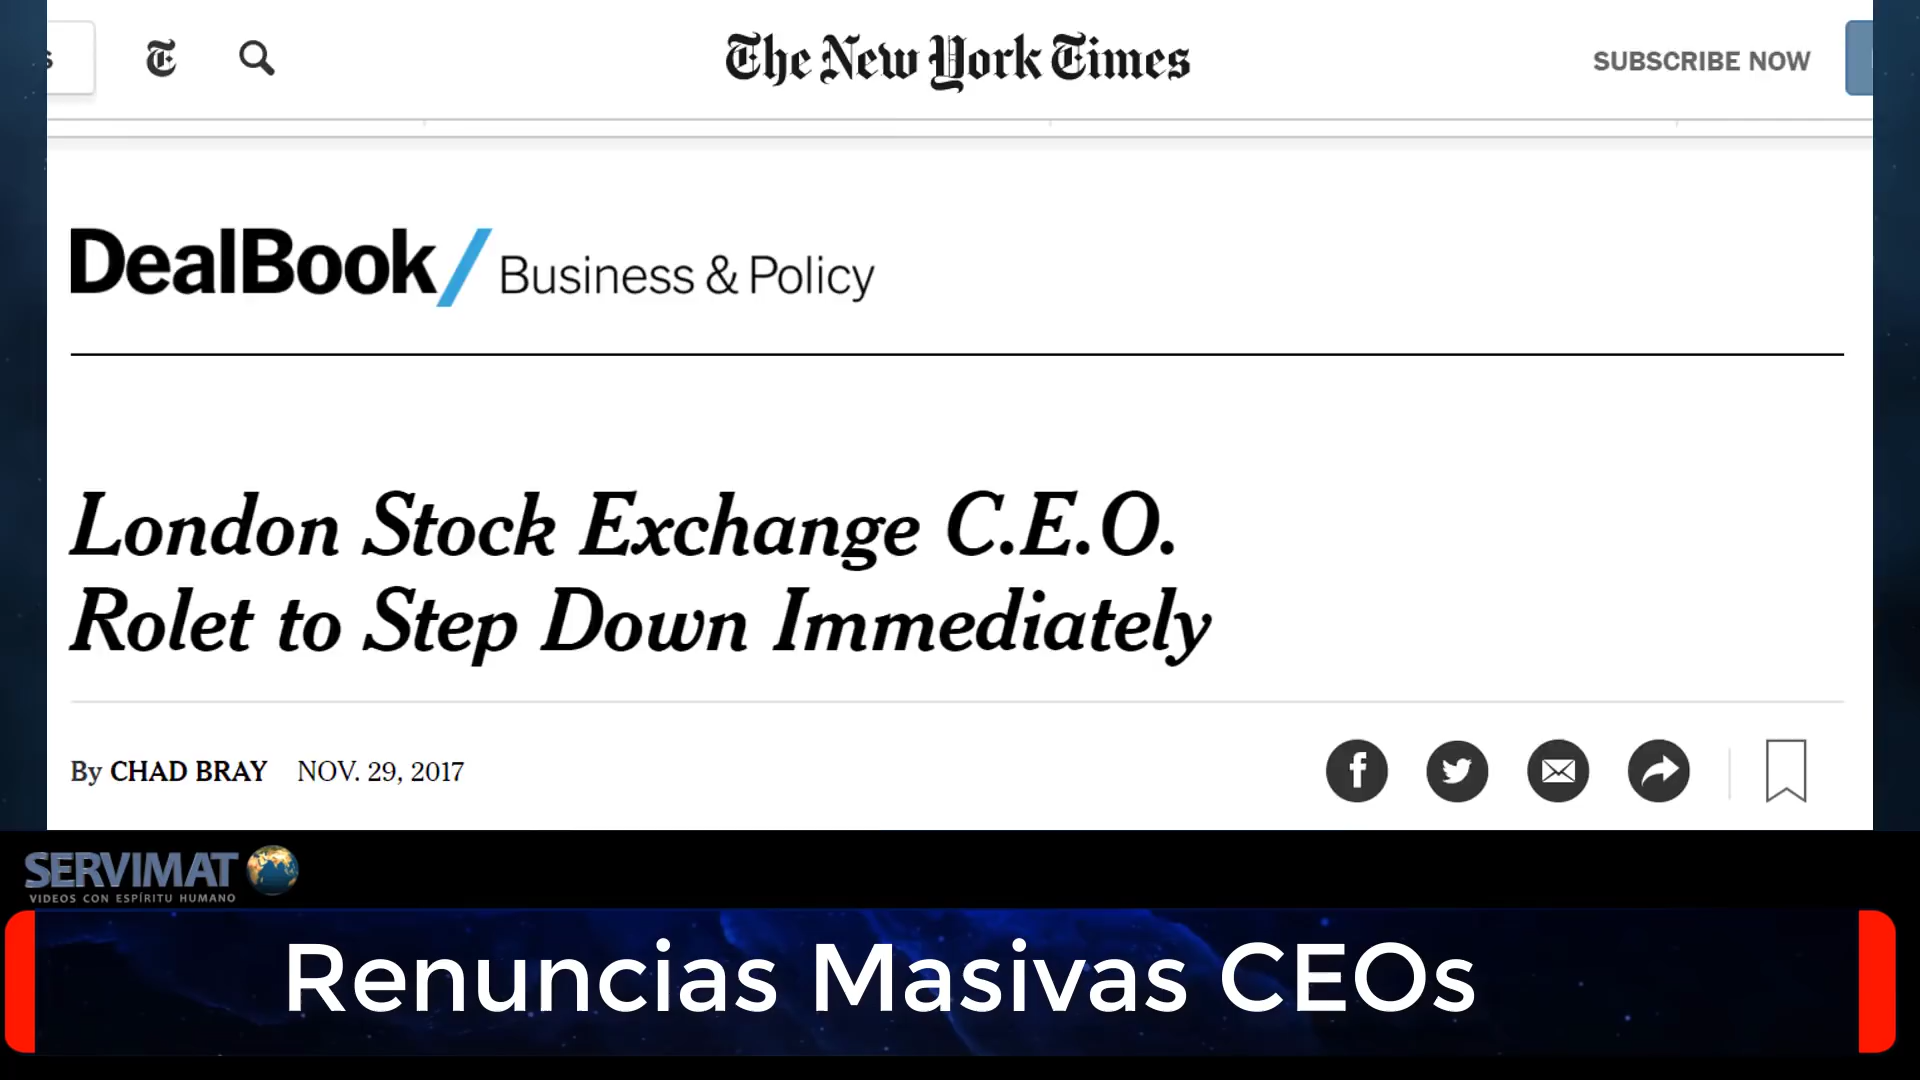 s
T
The New York Times
SUBSCRIBE NOW
DealBook/ Business & Policy
London Stock Exchange C.E.O.
Rolet to Step Down Immediately
By CHAD BRAY NOV. 29, 2017
SERVIMAT
VIDEOS CON ESPÍRITU HUMANO
Renuncias Masivas CEOs